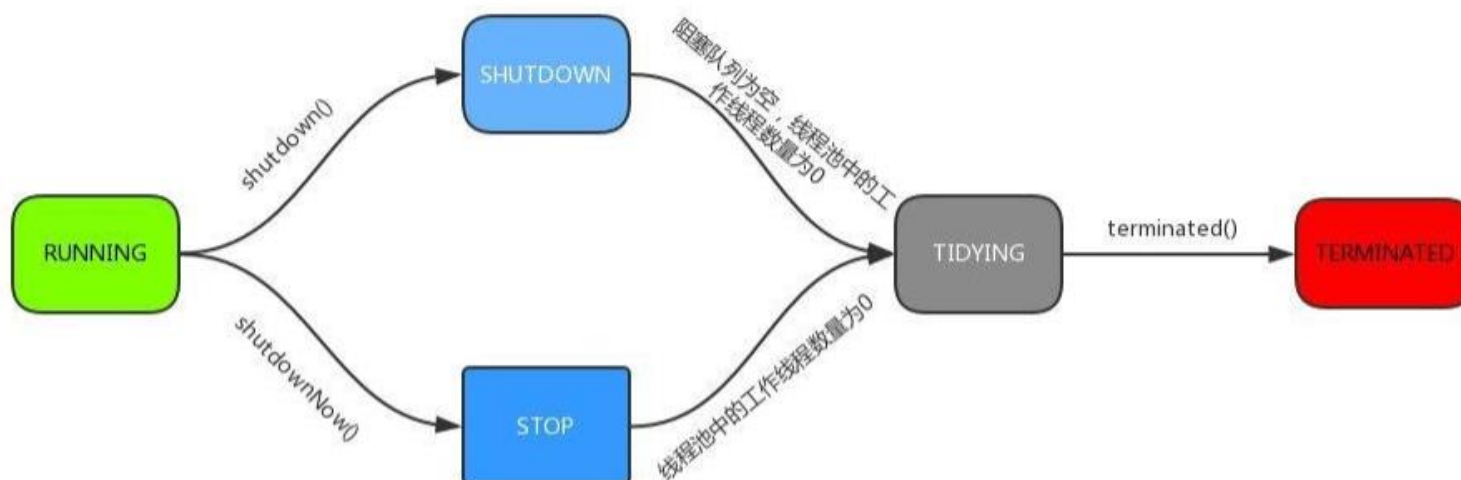 SHUTDOWN
阻塞队列为空，线程池中的工
作线程数量为0
shutdown()
RUNNING
TIDYING
terminated()
TERMINATED
shutdownNow()
线程池中的工作线程数量为0
STOP